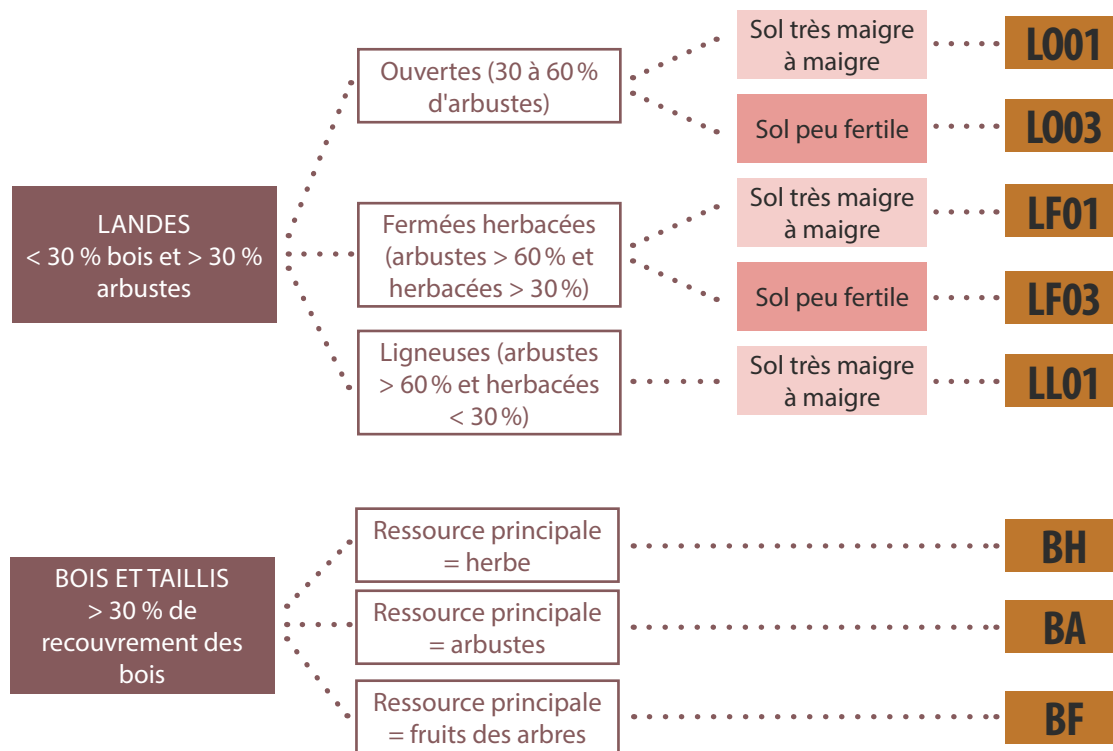 LANDES
< 30 % bois et > 30 %
arbustes
Ouvertes (30 à 60 %
d'arbustes)
Sol très maigre
à maigre
LO01
Sol peu fertile
LO03
Fermées herbacées
(arbustes > 60 % et
herbacées > 30 %)
Sol très maigre
à maigre
LF01
Sol peu fertile
LF03
Ligneuses (arbustes
> 60 % et herbacées
< 30 %)
Sol très maigre
à maigre
LL01
BOIS ET TAILLIS
> 30 % de
recouvrement des
bois
Ressource principale
= herbe
BH
Ressource principale
= arbustes
BA
Ressource principale
= fruits des arbres
BF